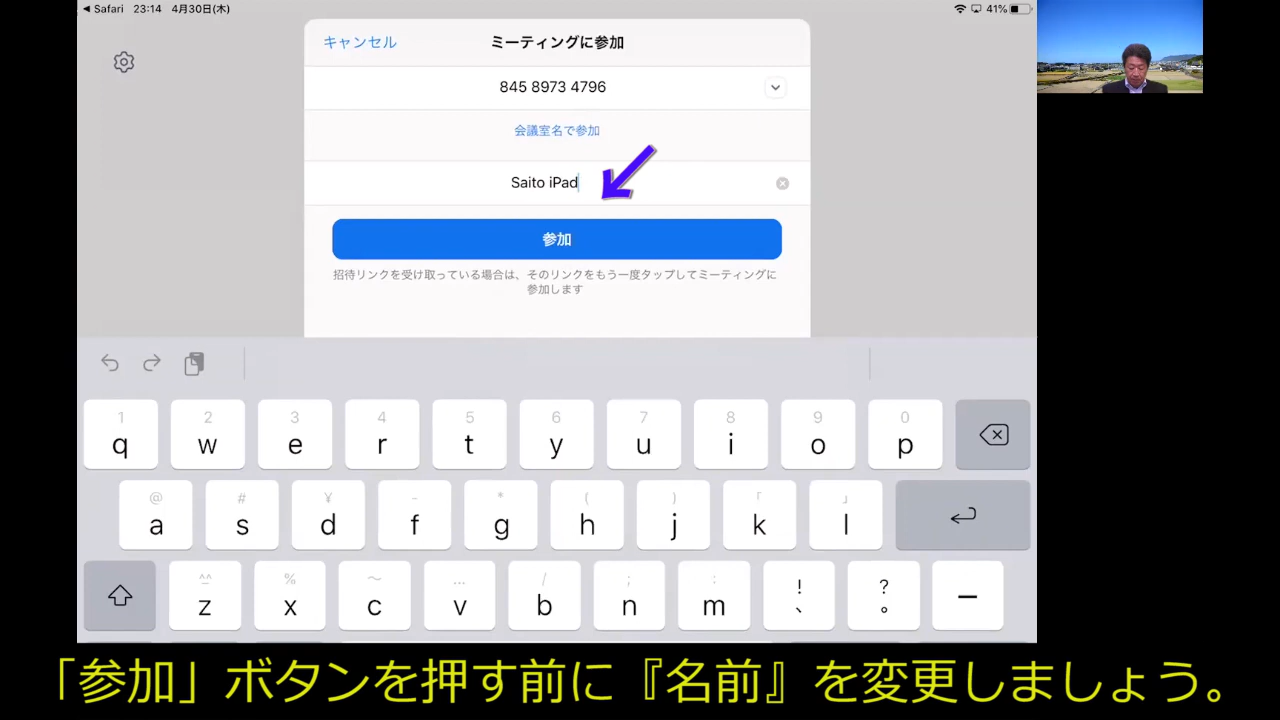 ◀ Safari 23:14 4月30日(木) 41%
キャンセル ミーティングに参加
845 8973 4796
会議室名で参加
Saito iPad
参加
招待リンクを受け取っている場合は、そのリンクをもう一度タップしてミーティングに
参加します
1 2 3 4 5 6 7 8 9 0
q w e r t y u i o p
@ # ¥ - * ( ) 「 」
a s d f g h j k l
^^ % ~ … / ; : ! ?
z x c v b n m 、 。 ー
「参加」ボタンを押す前に『名前』を変更しましょう。